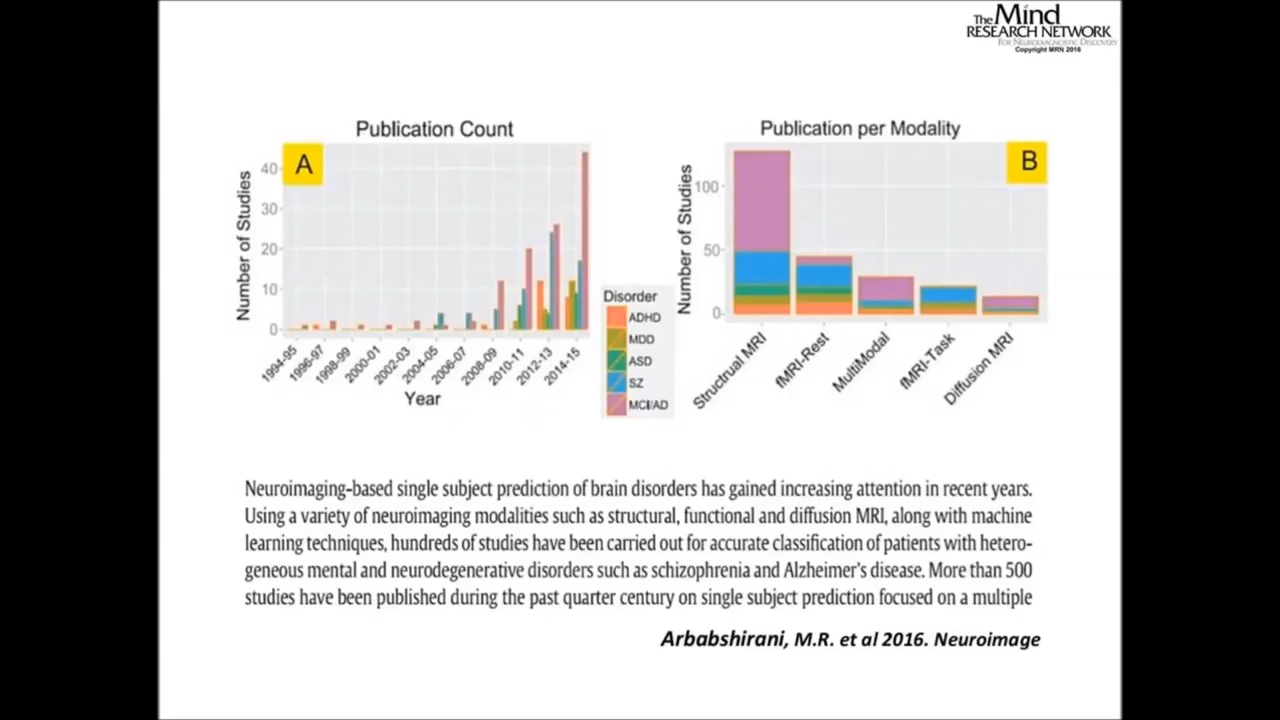 The Mind
RESEARCH NETWORK
FOR NEURODIAGNOSTIC DISCOVERY
Copyright MRN 2016
Publication Count
A
Number of Studies
40
30
20
10
0
1994-95
1996-97
1998-99
2000-01
2002-03
2004-05
2006-07
2008-09
2010-11
2012-13
2014-15
Year
Disorder
ADHD
MDD
ASD
SZ
MCI/AD
Publication per Modality
B
Number of Studies
100
50
0
Structrual MRI
fMRI-Rest
MultiModal
fMRI-Task
Diffusion MRI
Neuroimaging-based single subject prediction of brain disorders has gained increasing attention in recent years.
Using a variety of neuroimaging modalities such as structural, functional and diffusion MRI, along with machine
learning techniques, hundreds of studies have been carried out for accurate classification of patients with hetero-
geneous mental and neurodegenerative disorders such as schizophrenia and Alzheimer's disease. More than 500
studies have been published during the past quarter century on single subject prediction focused on a multiple
Arbabshirani, M.R. et al 2016. Neuroimage